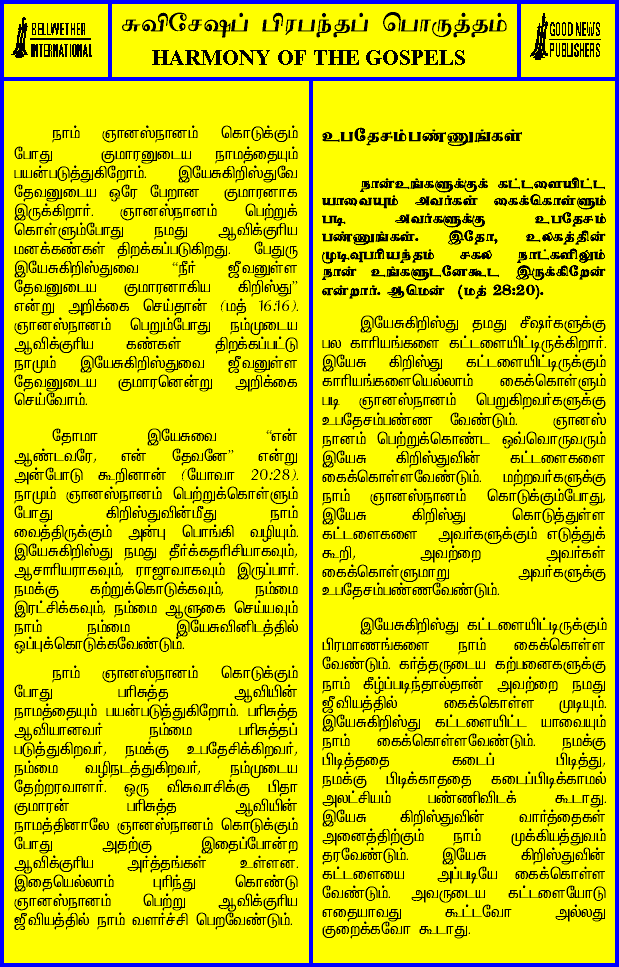 BELLWETHER
INTERNATIONAL
சுவிசேஷப் பிரபந்தப் பொருத்தம்
HARMONY OF THE GOSPELS
GOOD NEWS
PUBLISHERS
நாம் ஞானஸ்நானம் கொடுக்கும்
போது குமாரனுடைய நாமத்தையும்
பயன்படுத்துகிறோம். இயேசுகிறிஸ்துவே
தேவனுடைய ஒரே பேறான குமாரனாக
இருக்கிறார். ஞானஸ்நானம் பெற்றுக்
கொள்ளும்போது நமது ஆவிக்குரிய
மனக்கண்கள் திறக்கப்படுகிறது. பேதுரு
இயேசுகிறிஸ்துவை “நீர் ஜீவனுள்ள
தேவனுடைய குமாரனாகிய கிறிஸ்து”
என்று அறிக்கை செய்தான் (மத் 16:16).
ஞானஸ்நானம் பெறும்போது நம்முடைய
ஆவிக்குரிய கண்கள் திறக்கப்பட்டு
நாமும் இயேசுகிறிஸ்துவை ஜீவனுள்ள
தேவனுடைய குமாரனென்று அறிக்கை
செய்வோம்.
தோமா இயேசுவை “என்
ஆண்டவரே, என் தேவனே” என்று
அன்போடு கூறினான் (யோவா 20:28).
நாமும் ஞானஸ்நானம் பெற்றுக்கொள்ளும்
போது கிறிஸ்துவின்மீது நாம்
வைத்திருக்கும் அன்பு பொங்கி வழியும்.
இயேசுகிறிஸ்து நமது தீர்க்கதரிசியாகவும்,
ஆசாரியராகவும், ராஜாவாகவும் இருப்பார்.
நமக்கு கற்றுக்கொடுக்கவும், நம்மை
இரட்சிக்கவும், நம்மை ஆளுகை செய்யவும்
நாம் நம்மை இயேசுவினிடத்தில்
ஒப்புக்கொடுக்கவேண்டும்.
நாம் ஞானஸ்நானம் கொடுக்கும்
போது பரிசுத்த ஆவியின்
நாமத்தையும் பயன்படுத்துகிறோம். பரிசுத்த
ஆவியானவர் நம்மை பரிசுத்தப்
படுத்துகிறவர், நமக்கு உபதேசிக்கிறவர்,
நம்மை வழிநடத்துகிறவர், நம்முடைய
தேற்றரவாளர். ஒரு விசுவாசிக்கு பிதா
குமாரன் பரிசுத்த ஆவியின்
நாமத்தினாலே ஞானஸ்நானம் கொடுக்கும்
போது அதற்கு இதைப்போன்ற
ஆவிக்குரிய அர்த்தங்கள் உள்ளன.
இதையெல்லாம் புரிந்து கொண்டு
ஞானஸ்நானம் பெற்று ஆவிக்குரிய
ஜீவியத்தில் நாம் வளர்ச்சி பெறவேண்டும்.
உபதேசம்பண்ணுங்கள்
நான்உங்களுக்குக் கட்டளையிட்ட
யாவையும் அவர்கள் கைக்கொள்ளும்
படி அவர்களுக்கு உபதேசம்
பண்ணுங்கள். இதோ, உலகத்தின்
முடிவுபரியந்தம் சகல நாட்களிலும்
நான் உங்களுடனேகூட இருக்கிறேன்
என்றார். ஆமென் (மத் 28:20).
இயேசுகிறிஸ்து தமது சீஷர்களுக்கு
பல காரியங்களை கட்டளையிட்டிருக்கிறார்.
இயேசு கிறிஸ்து கட்டளையிட்டிருக்கும்
காரியங்களையெல்லாம் கைக்கொள்ளும்
படி ஞானஸ்நானம் பெறுகிறவர்களுக்கு
உபதேசம்பண்ண வேண்டும். ஞானஸ்
நானம் பெற்றுக்கொண்ட ஒவ்வொருவரும்
இயேசு கிறிஸ்துவின் கட்டளைகளை
கைக்கொள்ளவேண்டும். மற்றவர்களுக்கு
நாம் ஞானஸ்நானம் கொடுக்கும்போது,
இயேசு கிறிஸ்து கொடுத்துள்ள
கட்டளைகளை அவர்களுக்கும் எடுத்துக்
கூறி, அவற்றை அவர்கள்
கைக்கொள்ளுமாறு அவர்களுக்கு
உபதேசம்பண்ணவேண்டும்.
இயேசுகிறிஸ்து கட்டளையிட்டிருக்கும்
பிரமாணங்களை நாம் கைக்கொள்ள
வேண்டும். கர்த்தருடைய கற்பனைகளுக்கு
நாம் கீழ்ப்படிந்தால்தான் அவற்றை நமது
ஜீவியத்தில் கைக்கொள்ள முடியும்.
இயேசுகிறிஸ்து கட்டளையிட்ட யாவையும்
நாம் கைக்கொள்ளவேண்டும். நமக்கு
பிடித்ததை கடைப் பிடித்து,
நமக்கு பிடிக்காததை கடைப்பிடிக்காமல்
அலட்சியம் பண்ணிவிடக் கூடாது.
இயேசு கிறிஸ்துவின் வார்த்தைகள்
அனைத்திற்கும் நாம் முக்கியத்துவம்
தரவேண்டும். இயேசு கிறிஸ்துவின்
கட்டளையை அப்படியே கைக்கொள்ள
வேண்டும். அவருடைய கட்டளையோடு
எதையாவது கூட்டவோ அல்லது
குறைக்கவோ கூடாது.